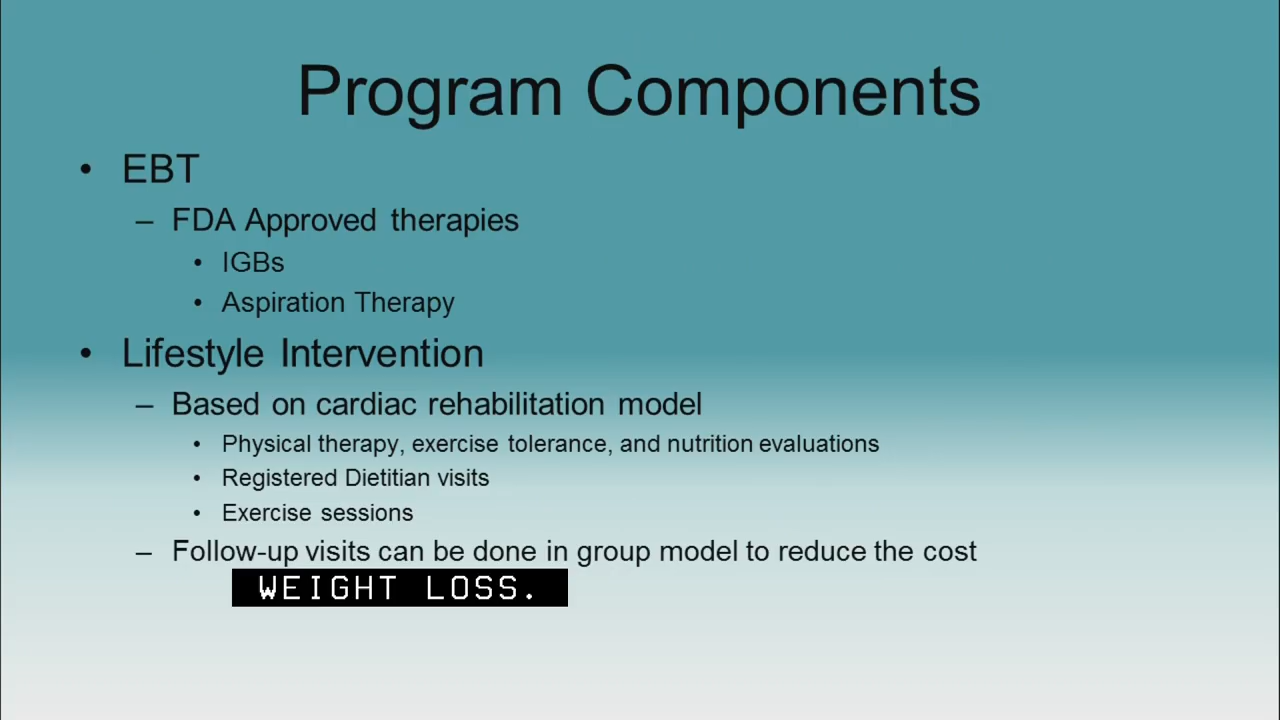 Program Components
• EBT
– FDA Approved therapies
• IGBs
• Aspiration Therapy
• Lifestyle Intervention
– Based on cardiac rehabilitation model
• Physical therapy, exercise tolerance, and nutrition evaluations
• Registered Dietitian visits
• Exercise sessions
– Follow-up visits can be done in group model to reduce the cost
WEIGHT LOSS.